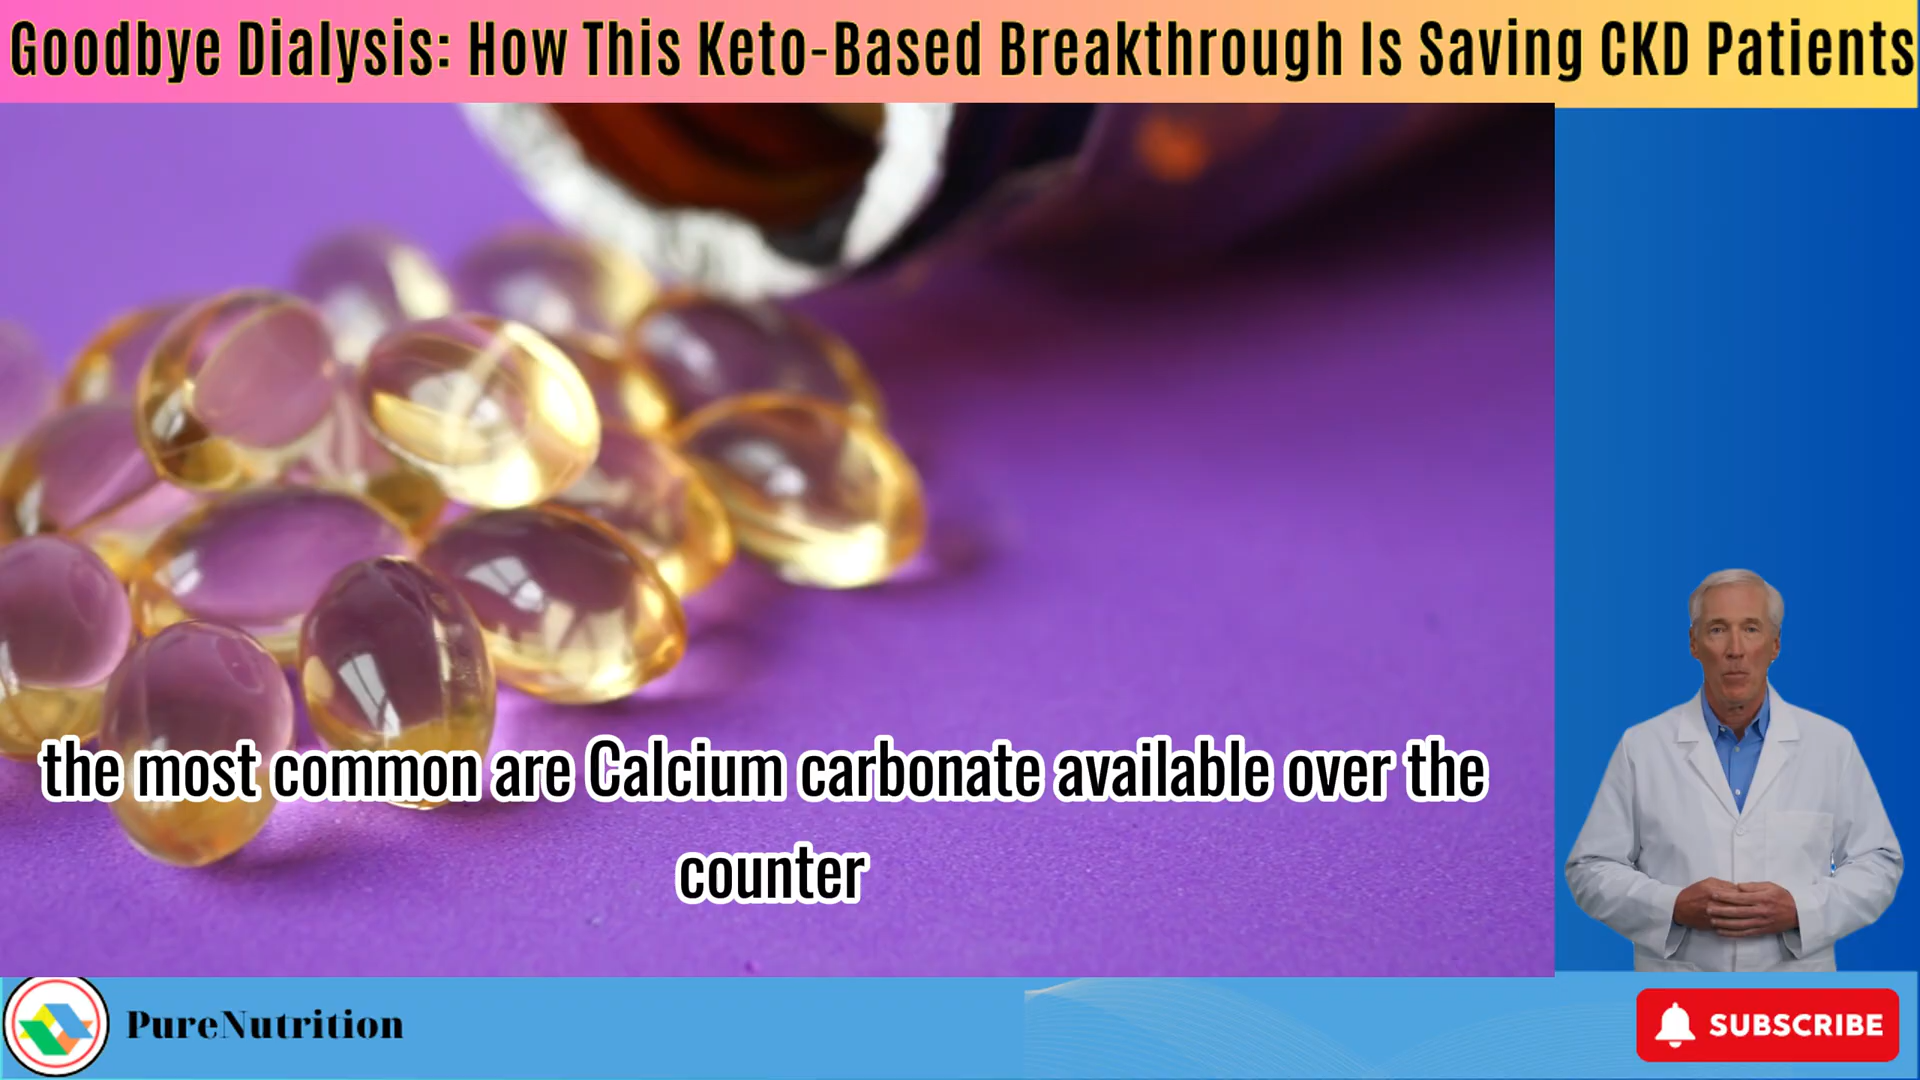 Goodbye Dialysis: How This Keto-Based Breakthrough Is Saving CKD Patients
the most common are Calcium carbonate available over the
counter
PureNutrition
SUBSCRIBE